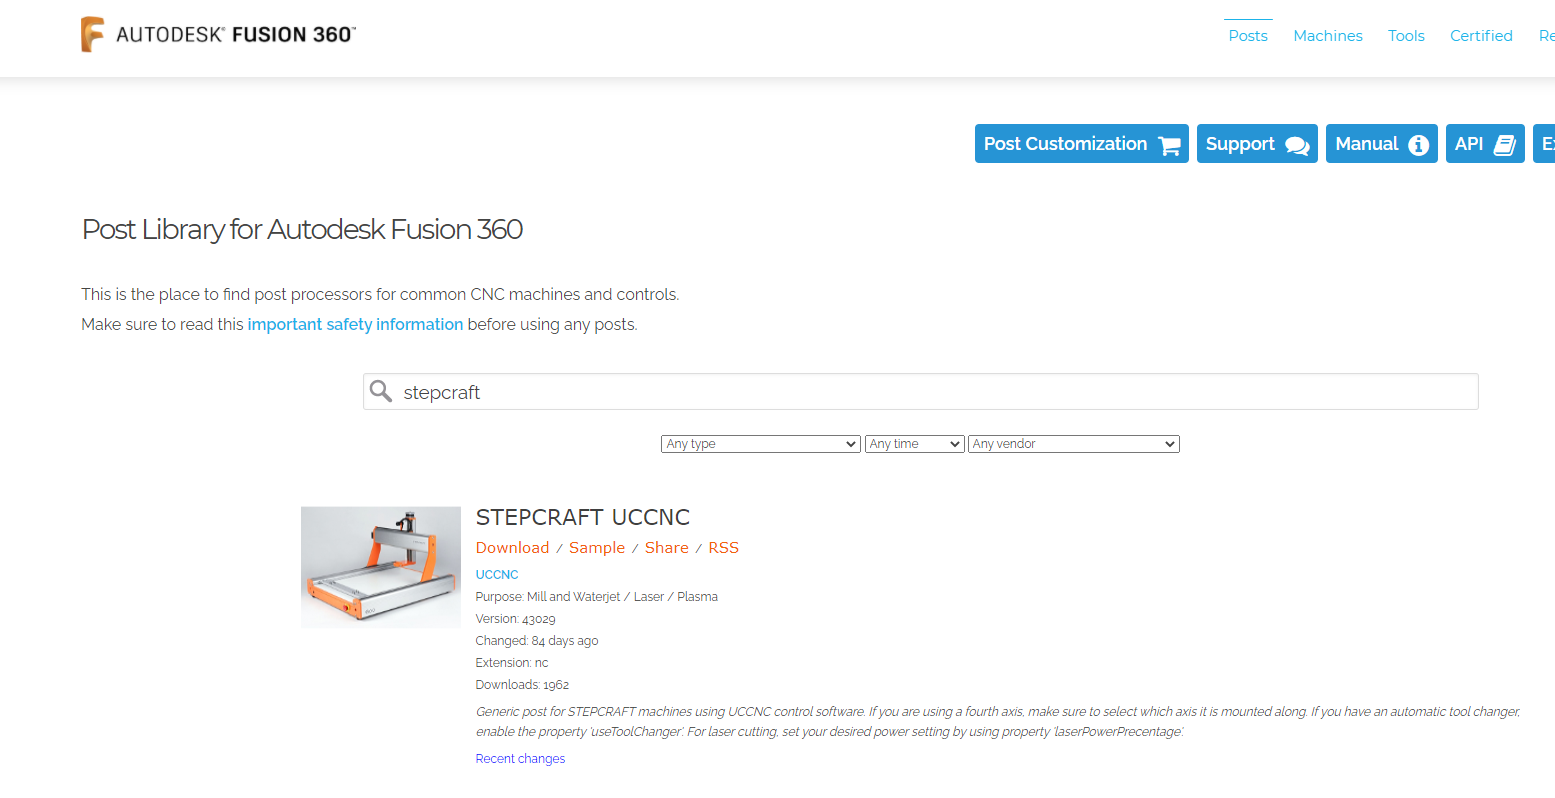 AUTODESK® FUSION 360™
Posts Machines Tools Certified Re
Post Customization Support Manual API
Post Library for Autodesk Fusion 360
This is the place to find post processors for common CNC machines and controls.
Make sure to read this important safety information before using any posts.
stepcraft
Any type Any time Any vendor
STEPCRAFT UCCNC
Download / Sample / Share / RSS
UCCNC
Purpose: Mill and Waterjet / Laser / Plasma
Version: 43029
Changed: 84 days ago
Extension: nc
Downloads: 1962
Generic post for STEPCRAFT machines using UCCNC control software. If you are using a fourth axis, make sure to select which axis it is mounted along. If you have an automatic tool changer,
enable the property 'useToolChanger'. For laser cutting, set your desired power setting by using property 'laserPowerPrecentage'.
Recent changes